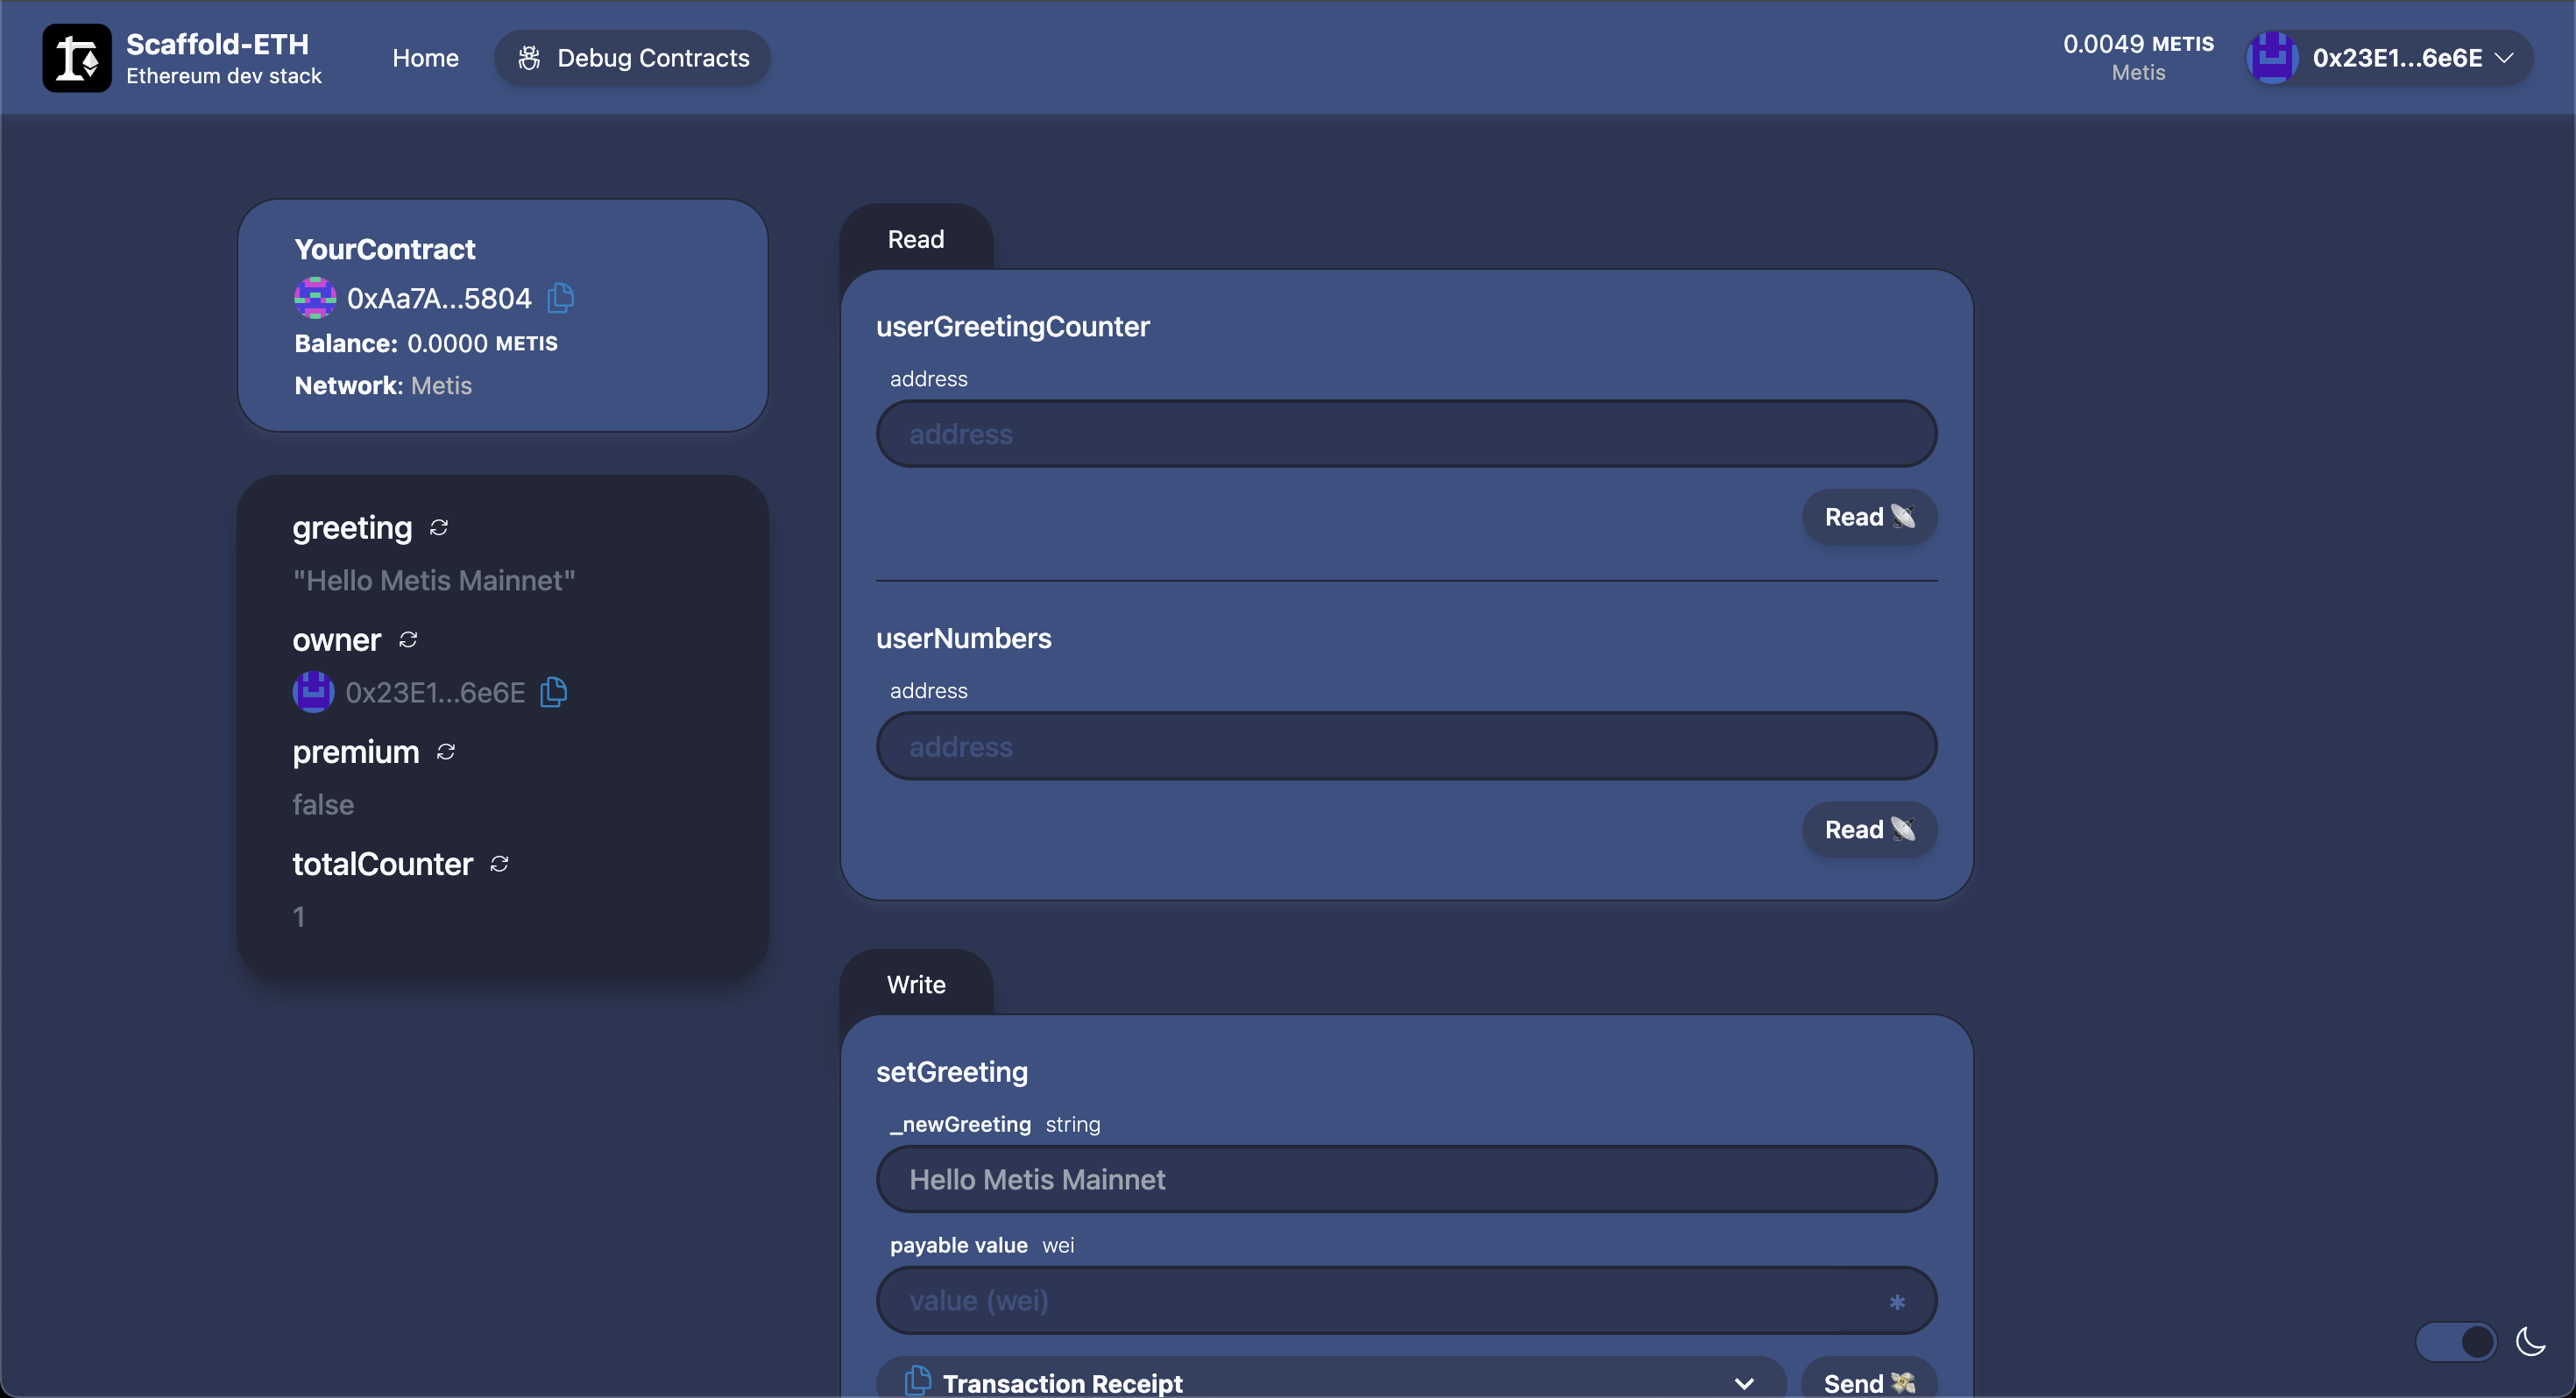 Scaffold-ETH
Ethereum dev stack
Home
Debug Contracts
0.0049 METIS
Metis
0x23E1...6e6E
YourContract
0xAa7A...5804
Balance: 0.0000 METIS
Network: Metis
greeting
"Hello Metis Mainnet"
owner
0x23E1...6e6E
premium
false
totalCounter
1
Read
userGreetingCounter
address
address
Read
userNumbers
address
address
Read
Write
setGreeting
_newGreeting string
Hello Metis Mainnet
payable value wei
value (wei)
*
Transaction Receipt
Send